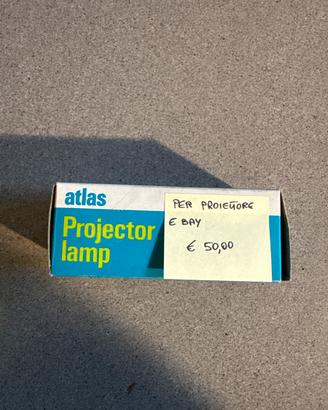 atlas
Projector
lamp
PER PROIETTORE
E BAY
€ 50,00